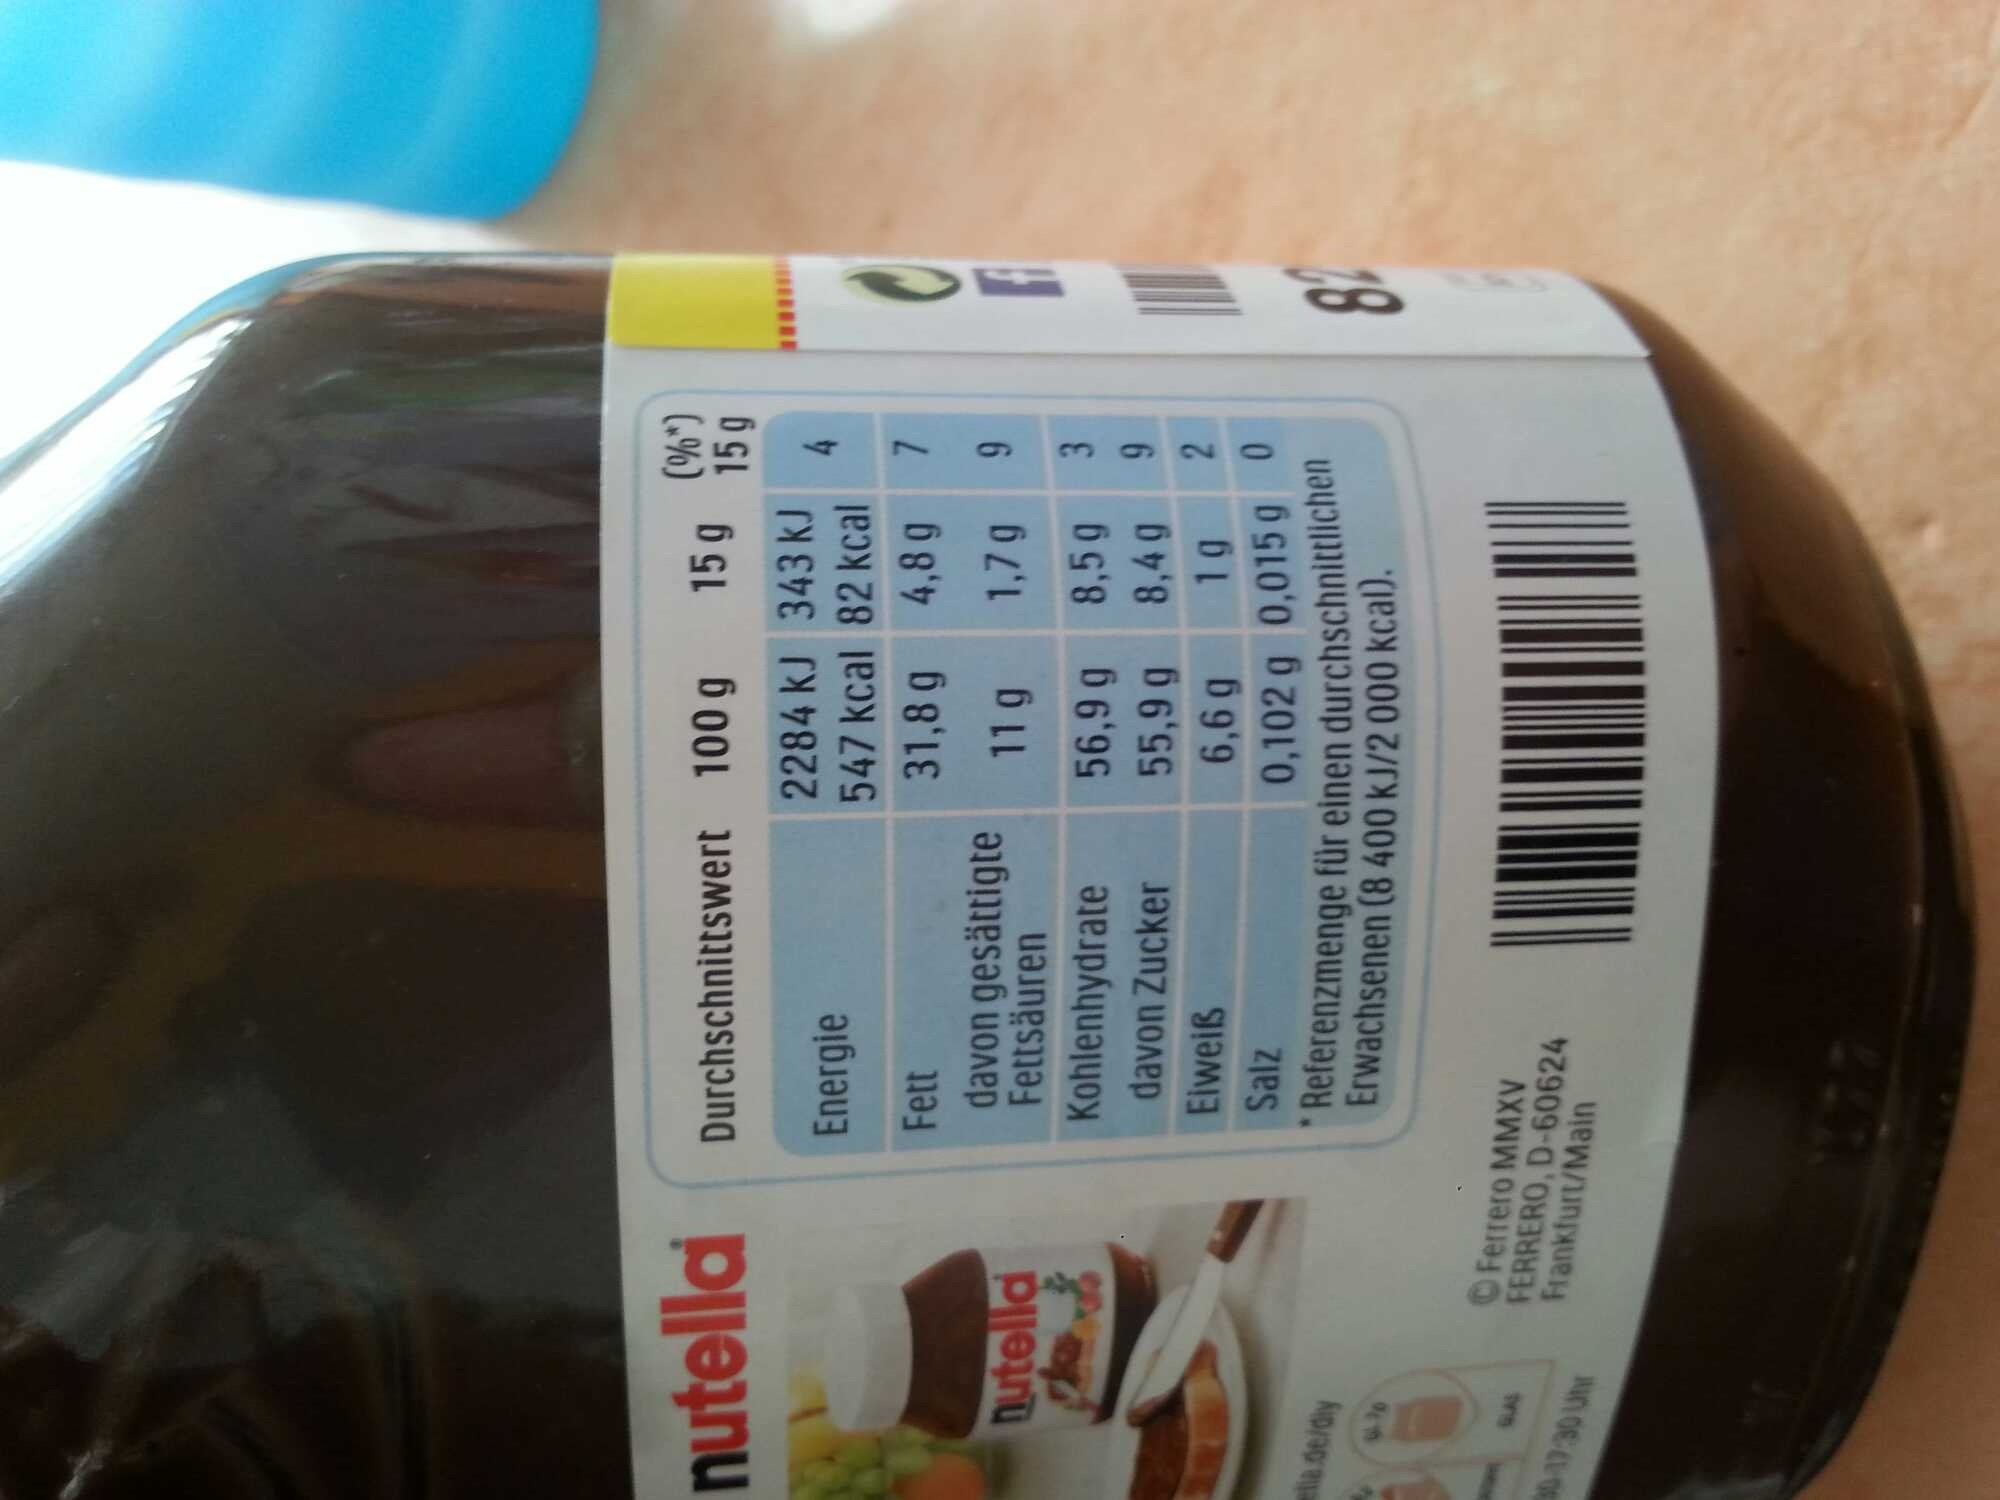 nutella
Durchschnittswert 100 g 15 g (%*) 15 g
Energie 2284 kJ 343 kJ 4
547 kcal 82 kcal
Fett 31,8 g 4,8 g 7
davon gesättigte
Fettsäuren 11 g 1,7 g 9
Kohlenhydrate 56,9 g 8,5 g 3
davon Zucker 55,9 g 8,4 g 9
Eiweiß 6,6 g 1 g 2
Salz 0,102 g 0,015 g 0
* Referenzmenge für einen durchschnittlichen
Erwachsenen (8 400 kJ/2 000 kcal).
nutella
GLAS
17:30 Uhr
© Ferrero MMXV
FERRERO, D-60624
Frankfurt/Main
82